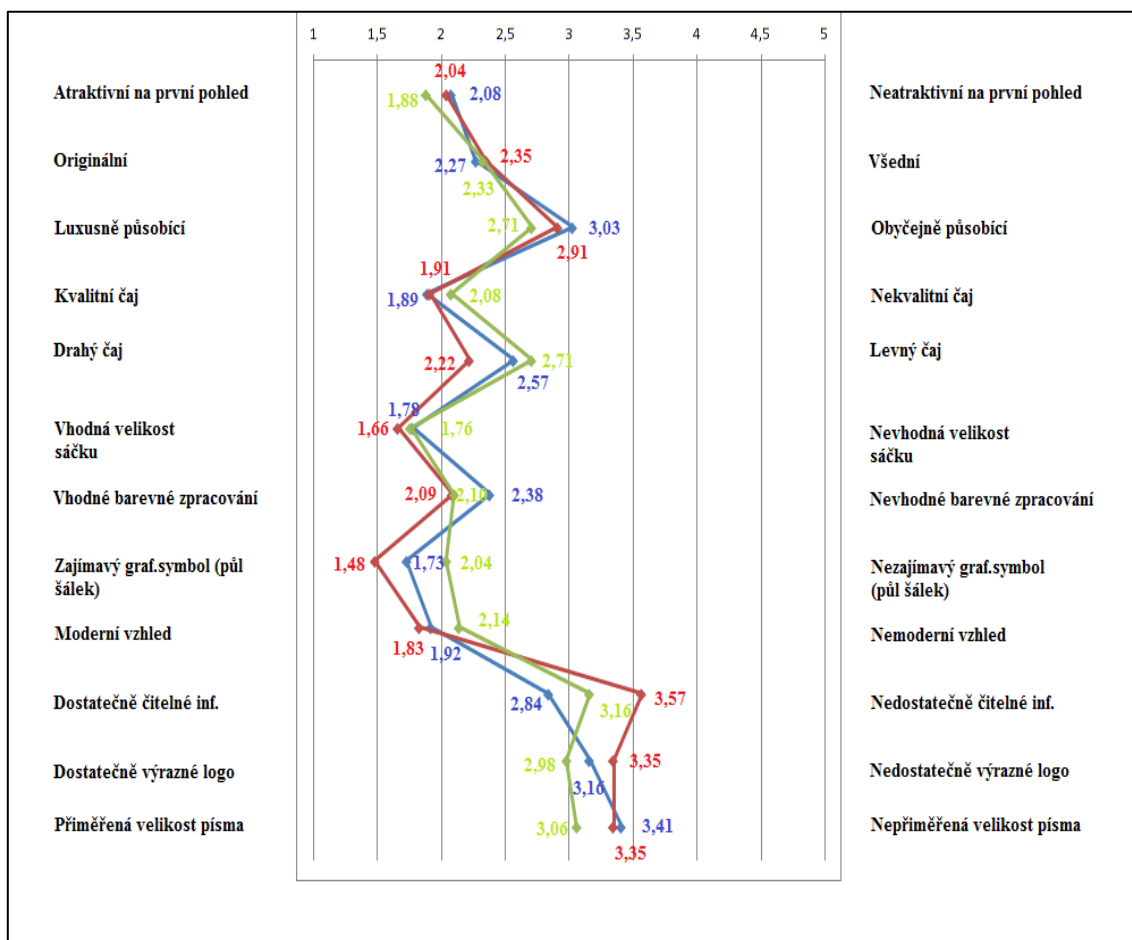 1 1,5 2 2,5 3 3,5 4 4,5 5
2,04
Atraktivní na první pohled 1,88 2,08 Neatraktivní na první pohled
Originální 2,27 2,35 Všední
2,33
Luxusně působící 2,71 3,03 Obyčejně působící
2,91
1,91
Kvalitní čaj 1,89 2,08 Nekvalitní čaj
Drahý čaj 2,22 2,71 Levný čaj
2,57
1,78
Vhodná velikost 1,66 1,76 Nevhodná velikost
sáčku sáčku
Vhodné barevné zpracování 2,09 2,10 2,38 Nevhodné barevné zpracování
Zajímavý graf.symbol (půl 1,48 1,73 2,04 Nezajímavý graf.symbol
šálek) (půl šálek)
2,14
Moderní vzhled 1,83 1,92 Nemoderní vzhled
Dostatečně čitelné inf. 2,84 3,16 3,57 Nedostatečně čitelné inf.
Dostatečně výrazné logo 2,98 3,35 Nedostatečně výrazné logo
3,16
Přiměřená velikost písma 3,06 3,41 Nepřiměřená velikost písma
3,35